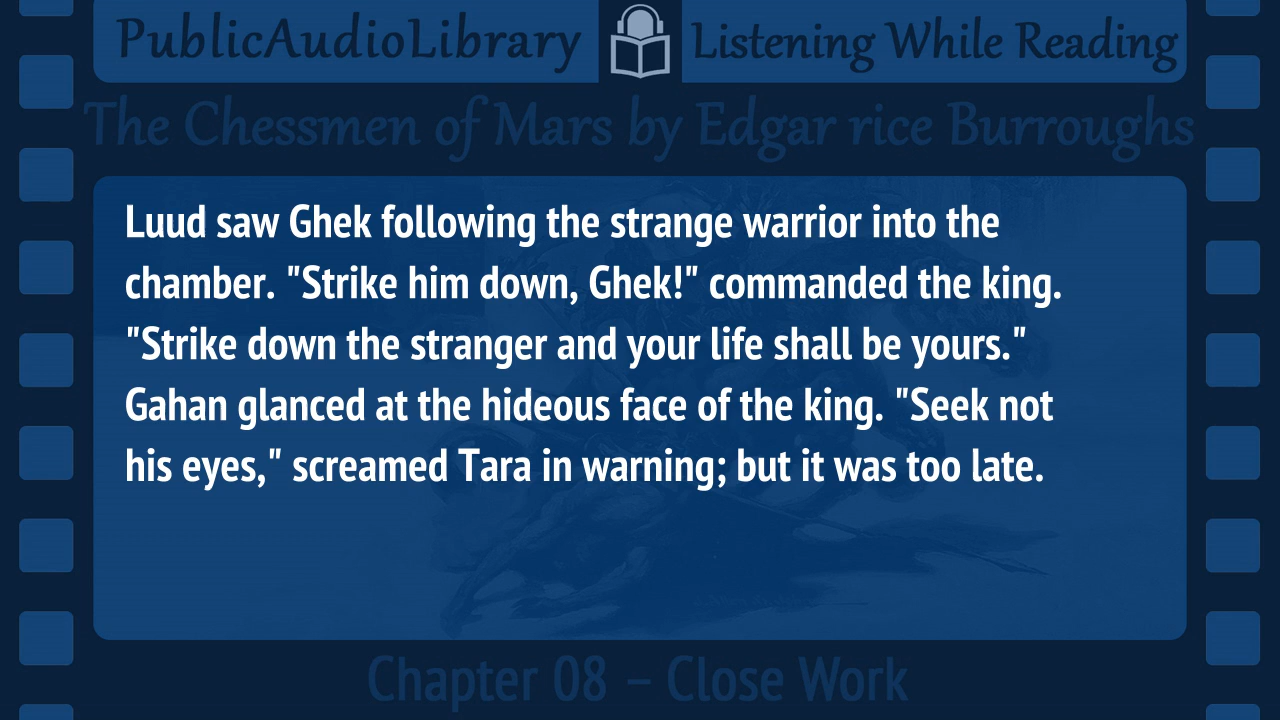 PublicAudioLibrary Listening While Reading
The Chessmen of Mars by Edgar rice Burroughs
Luud saw Ghek following the strange warrior into the
chamber. "Strike him down, Ghek!" commanded the king.
"Strike down the stranger and your life shall be yours."
Gahan glanced at the hideous face of the king. "Seek not
his eyes," screamed Tara in warning; but it was too late.
Chapter 08 – Close Work